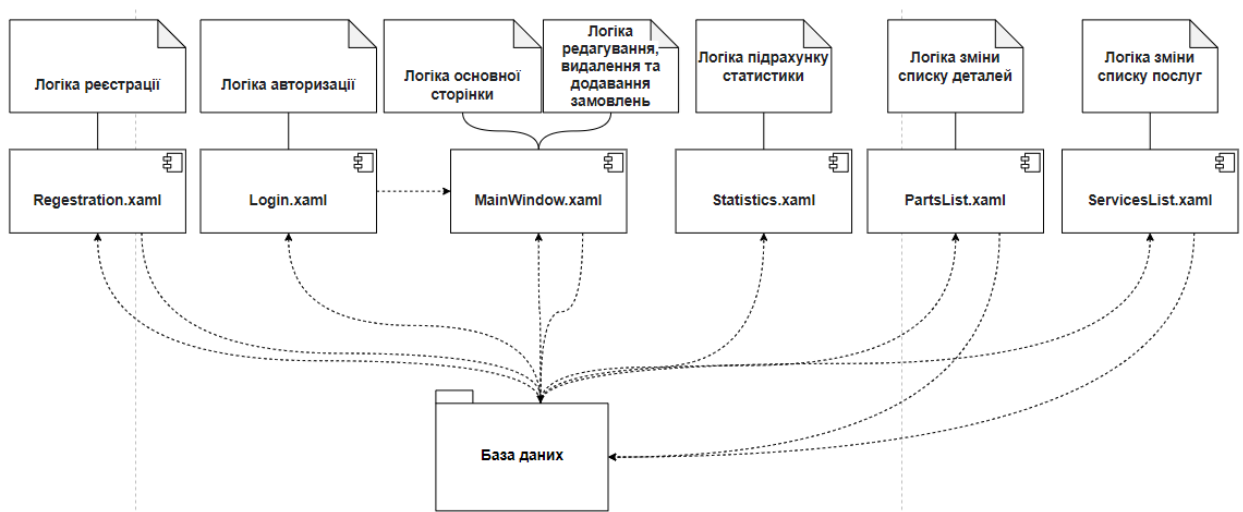 Логіка реєстрації
Логіка авторизації
Логіка основної
сторінки
Логіка
редагування,
видалення та
додавання
замовлень
Логіка підрахунку
статистики
Логіка зміни
списку деталей
Логіка зміни
списку послуг
Regestration.xaml
Login.xaml
MainWindow.xaml
Statistics.xaml
PartsList.xaml
ServicesList.xaml
База даних